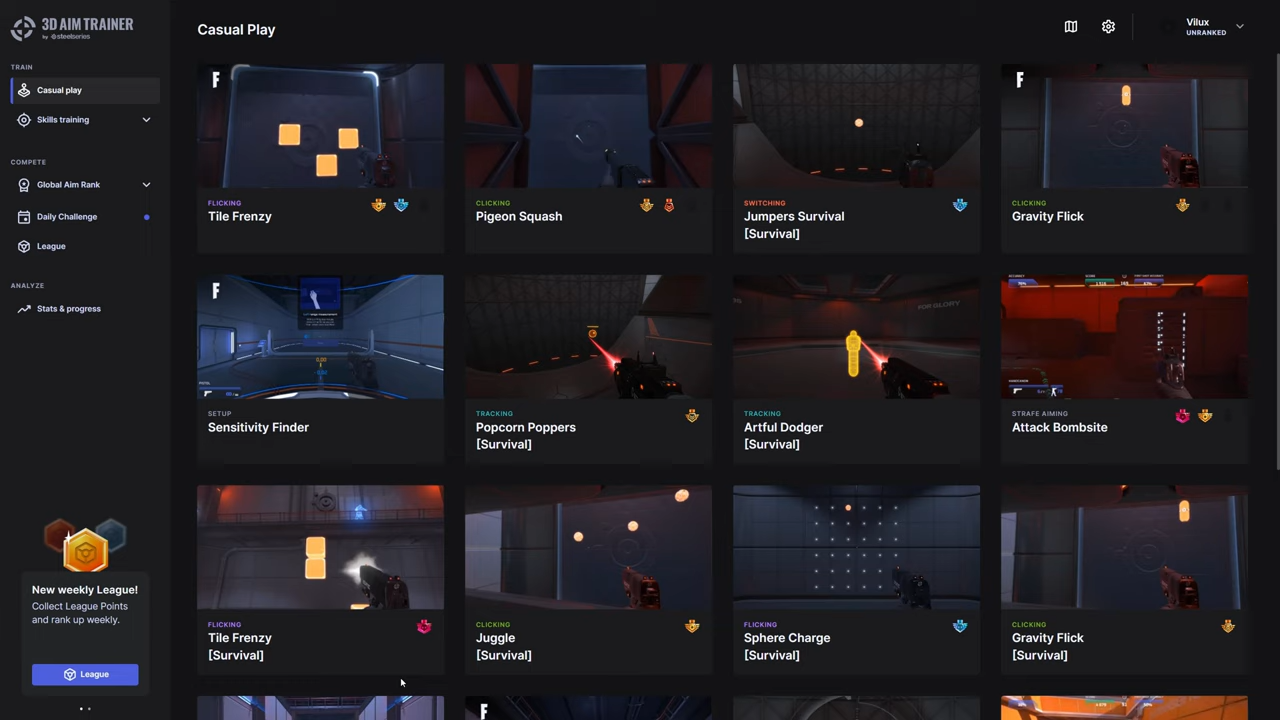 3D AIM TRAINER
by steelseries
TRAIN
Casual play
Skills training
COMPETE
Global Aim Rank
Daily Challenge
League
ANALYZE
Stats & progress
New weekly League!
Collect League Points
and rank up weekly.
League
Casual Play
Vilux
UNRANKED
F
FLICKING
Tile Frenzy
CLICKING
Pigeon Squash
SWITCHING
Jumpers Survival
[Survival]
F
CLICKING
Gravity Flick
F
SETUP
Sensitivity Finder
TRACKING
Popcorn Poppers
[Survival]
FOR GLORY
TRACKING
Artful Dodger
[Survival]
STRAFE AIMING
Attack Bombsite
FLICKING
Tile Frenzy
[Survival]
CLICKING
Juggle
[Survival]
FLICKING
Sphere Charge
[Survival]
CLICKING
Gravity Flick
[Survival]
F